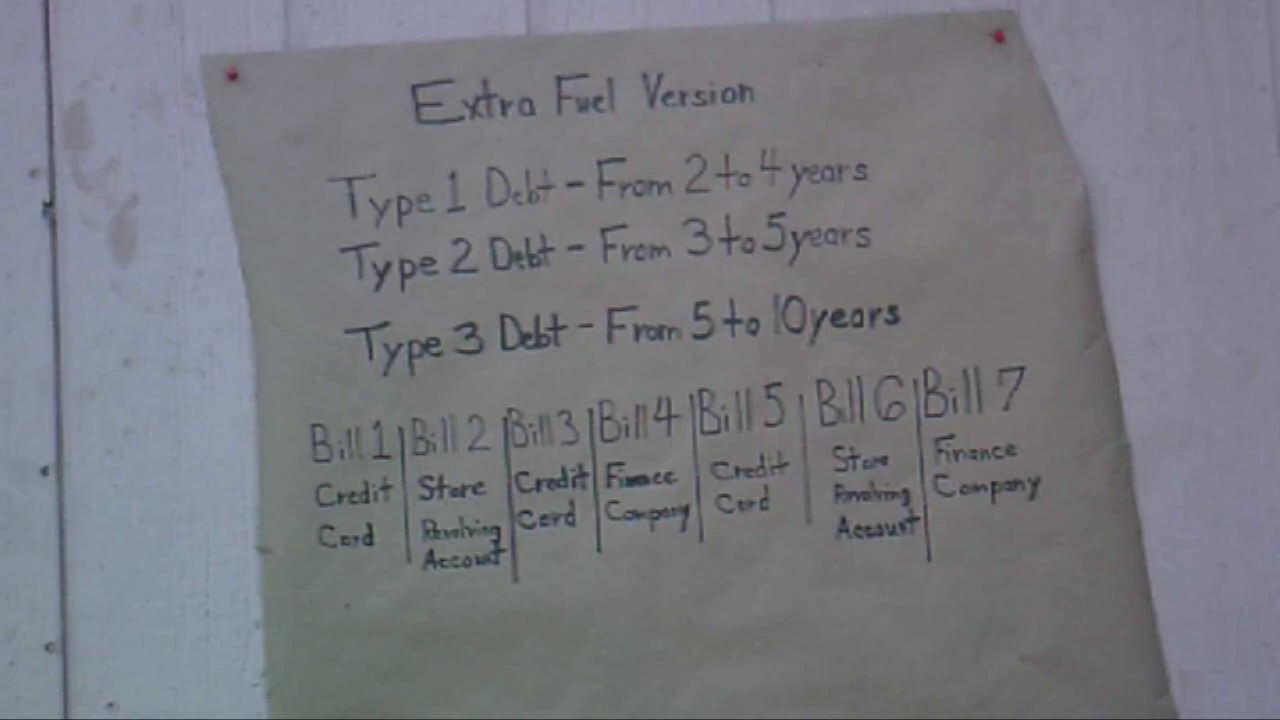 Extra Fuel Version
Type 1 Debt - From 2 to 4 years
Type 2 Debt - From 3 to 5 years
Type 3 Debt - From 5 to 10 years
Bill 1 | Bill 2 | Bill 3 | Bill 4 | Bill 5 | Bill 6 | Bill 7
Credit | Store | Credit | Finance | Credit | Store | Finance
Card | Revolving | Card | Company | Card | Revolving | Company
Account | Account